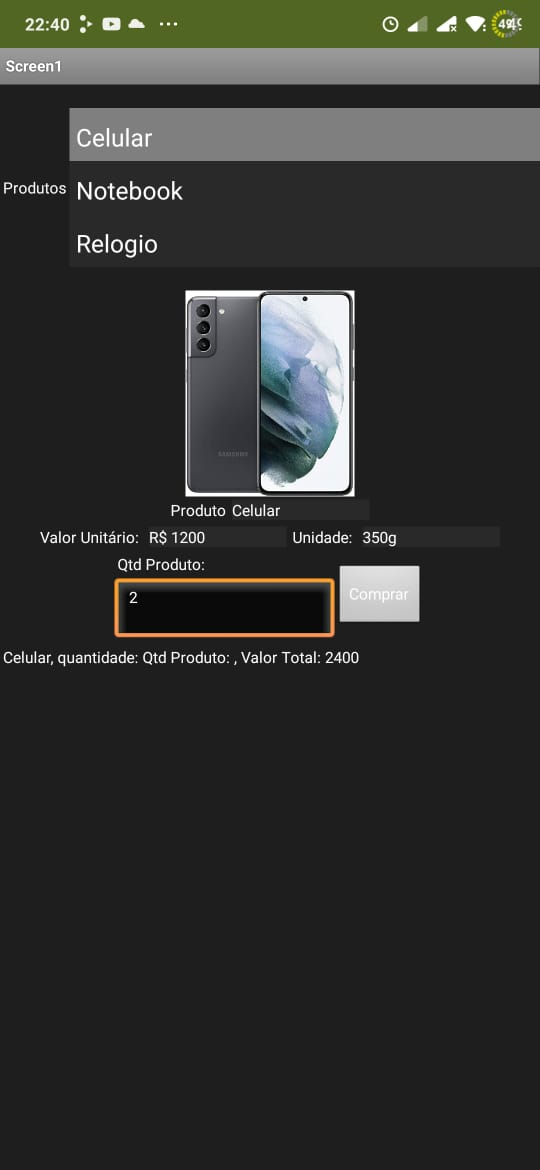 22:40
Screen1
Celular
Produtos
Notebook
Relogio
SAMSUNG
Produto Celular
Valor Unitário: R$ 1200 Unidade: 350g
Qtd Produto:
2
Comprar
Celular, quantidade: Qtd Produto: , Valor Total: 2400